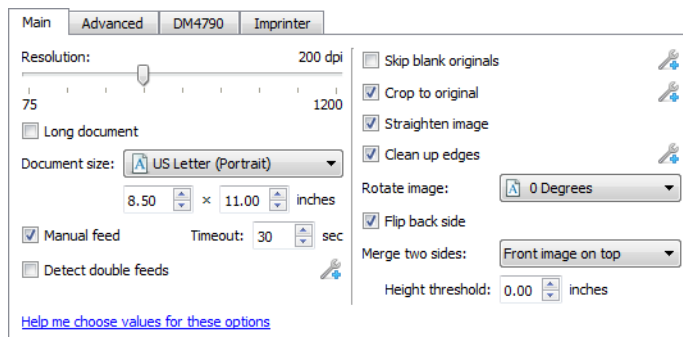 Main
Advanced
DM4790
Imprinter
Resolution: 200 dpi
75 1200
Long document
Document size: A US Letter (Portrait)
8.50 × 11.00 inches
Manual feed Timeout: 30 sec
Detect double feeds
Help me choose values for these options
Skip blank originals
Crop to original
Straighten image
Clean up edges
Rotate image: A 0 Degrees
Flip back side
Merge two sides: Front image on top
Height threshold: 0.00 inches